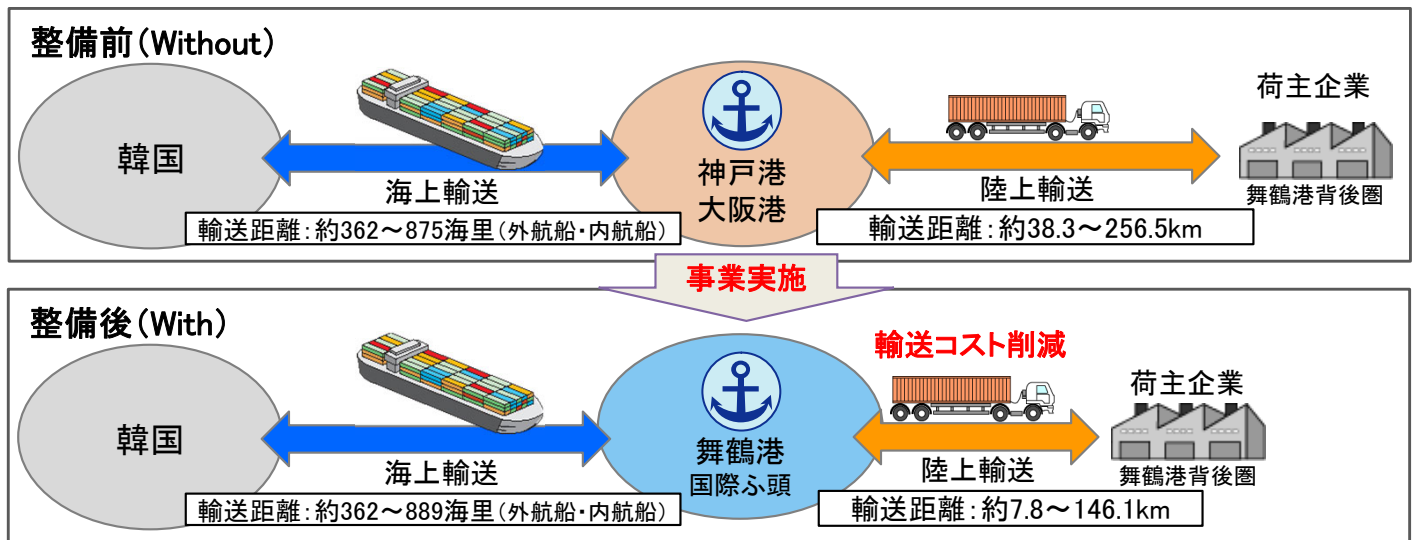 整備前(Without)
韓国
海上輸送
輸送距離:約362～875海里(外航船・内航船)
神戸港
大阪港
陸上輸送
輸送距離:約38.3～256.5km
荷主企業
舞鶴港背後圏
事業実施
整備後(With)
韓国
海上輸送
輸送距離:約362～889海里(外航船・内航船)
舞鶴港
国際ふ頭
輸送コスト削減
陸上輸送
輸送距離:約7.8～146.1km
荷主企業
舞鶴港背後圏